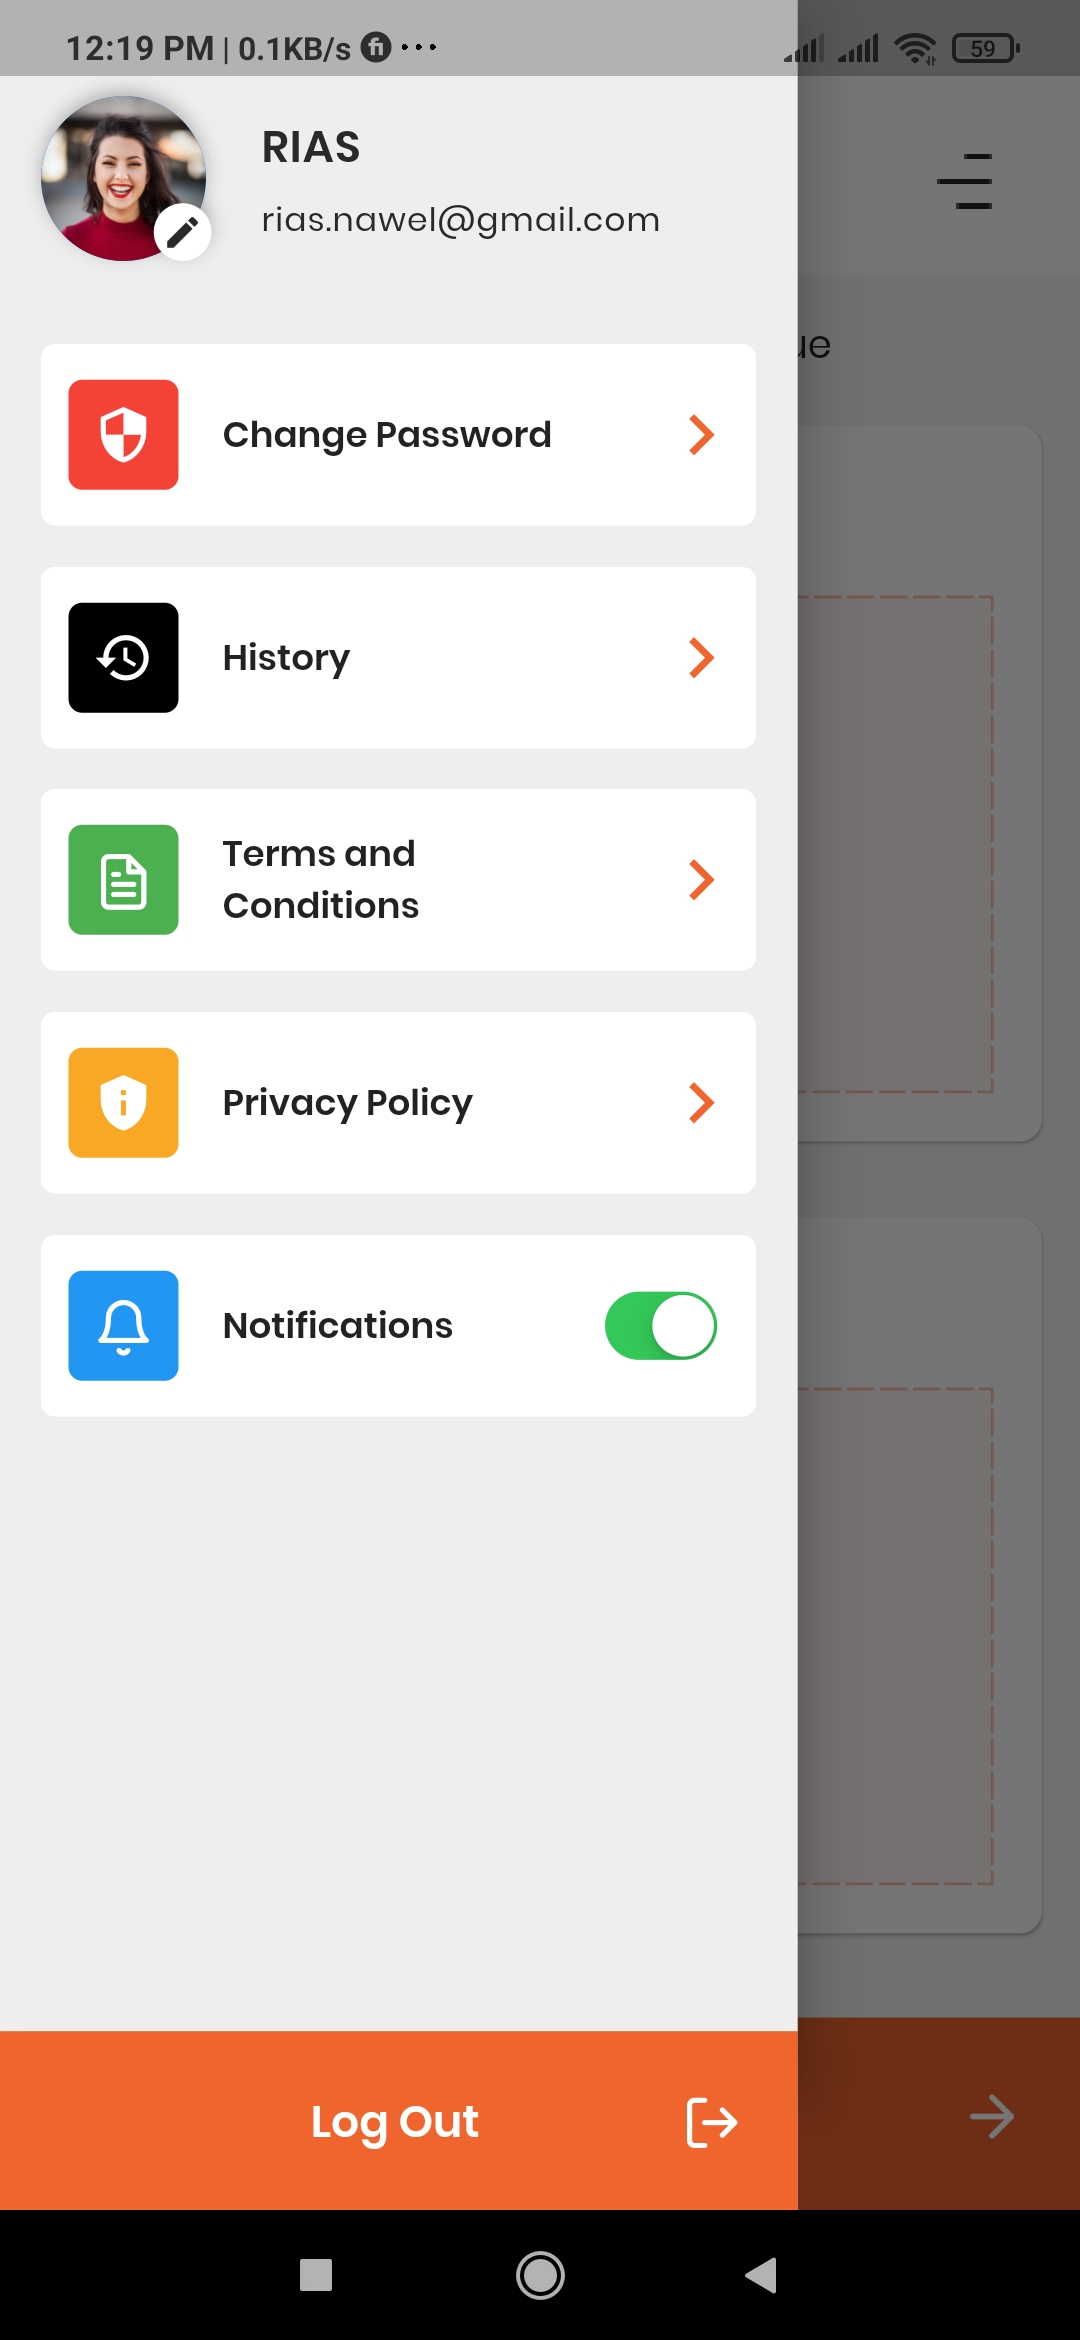 12:19 PM | 0.1KB/s fi ...
59
RIAS
rias.nawel@gmail.com
ue
Change Password
History
Terms and
Conditions
Privacy Policy
Notifications
Log Out